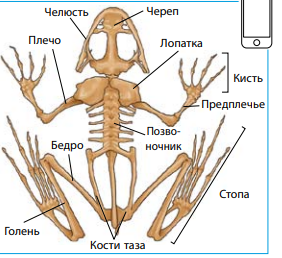 Челюсть
Череп
Плечо
Лопатка
Кисть
Предплечье
Позво-
ночник
Бедро
Стопа
Голень
Кости таза